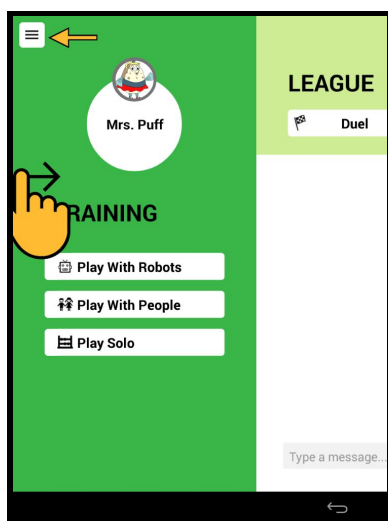 Mrs. Puff
RAINING
Play With Robots
Play With People
Play Solo
LEAGUE
Duel
Type a message...